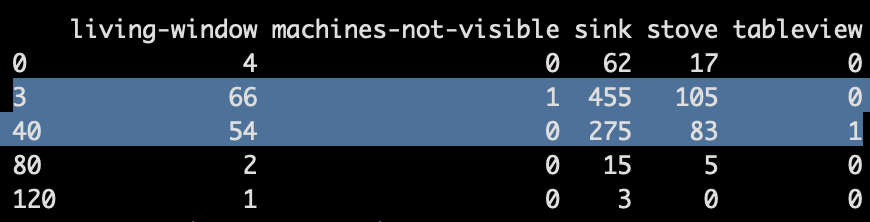 living-window machines-not-visible sink stove tableview
0 4 0 62 17 0
3 66 1 455 105 0
40 54 0 275 83 1
80 2 0 15 5 0
120 1 0 3 0 0